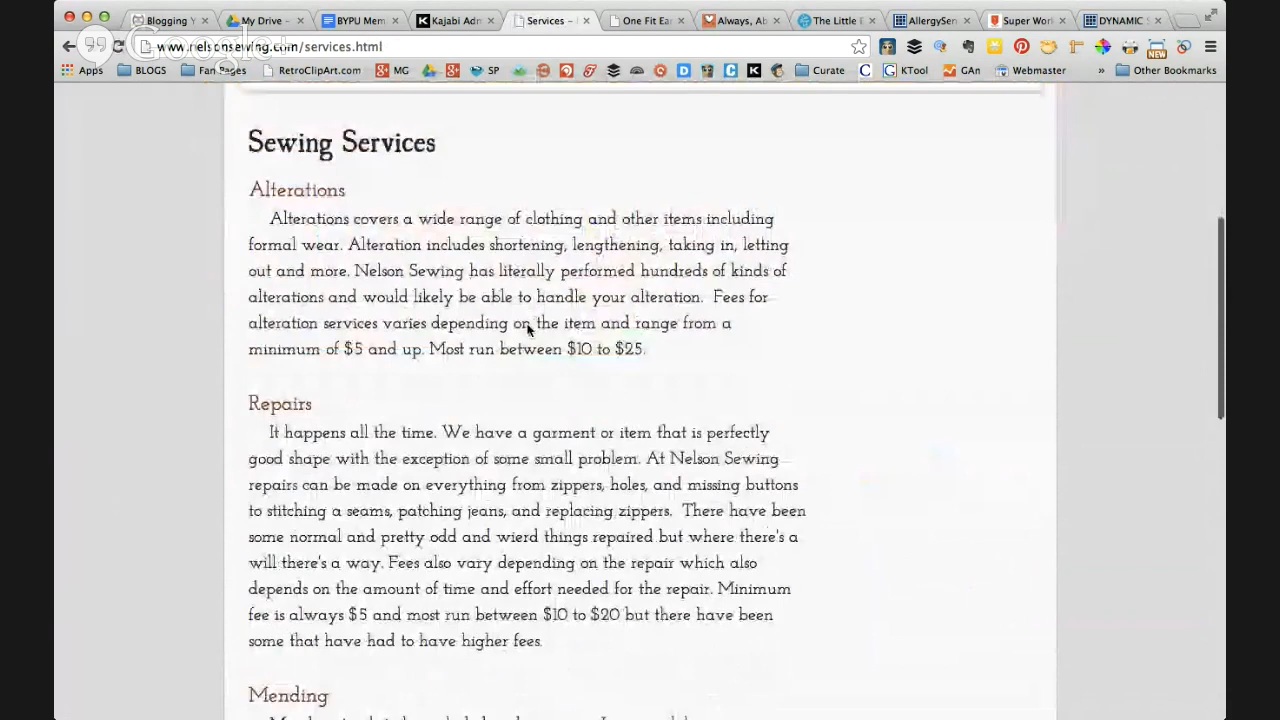 Blogging Y
My Drive -
BYPU Mem
Kajabi Adm
Services -
One Fit Ea
Always, Ab
The Little
AllergySen
Super Wor
DYNAMIC
Google+
www.nelsonsewing.com/services.html
NEW
Apps
BLOGS
Fan Pages
RetroClipArt.com
MG
SP
Curate
KTool
GAn
Webmaster
»
Other Bookmarks
Sewing Services
Alterations
Alterations covers a wide range of clothing and other items including
formal wear. Alteration includes shortening, lengthening, taking in, letting
out and more. Nelson Sewing has literally performed hundreds of kinds of
alterations and would likely be able to handle your alteration. Fees for
alteration services varies depending on the item and range from a
minimum of $5 and up. Most run between $10 to $25.
Repairs
It happens all the time. We have a garment or item that is perfectly
good shape with the exception of some small problem. At Nelson Sewing
repairs can be made on everything from zippers, holes, and missing buttons
to stitching a seams, patching jeans, and replacing zippers. There have been
some normal and pretty odd and wierd things repaired but where there's a
will there's a way. Fees also vary depending on the repair which also
depends on the amount of time and effort needed for the repair. Minimum
fee is always $5 and most run between $10 to $20 but there have been
some that have had to have higher fees.
Mending